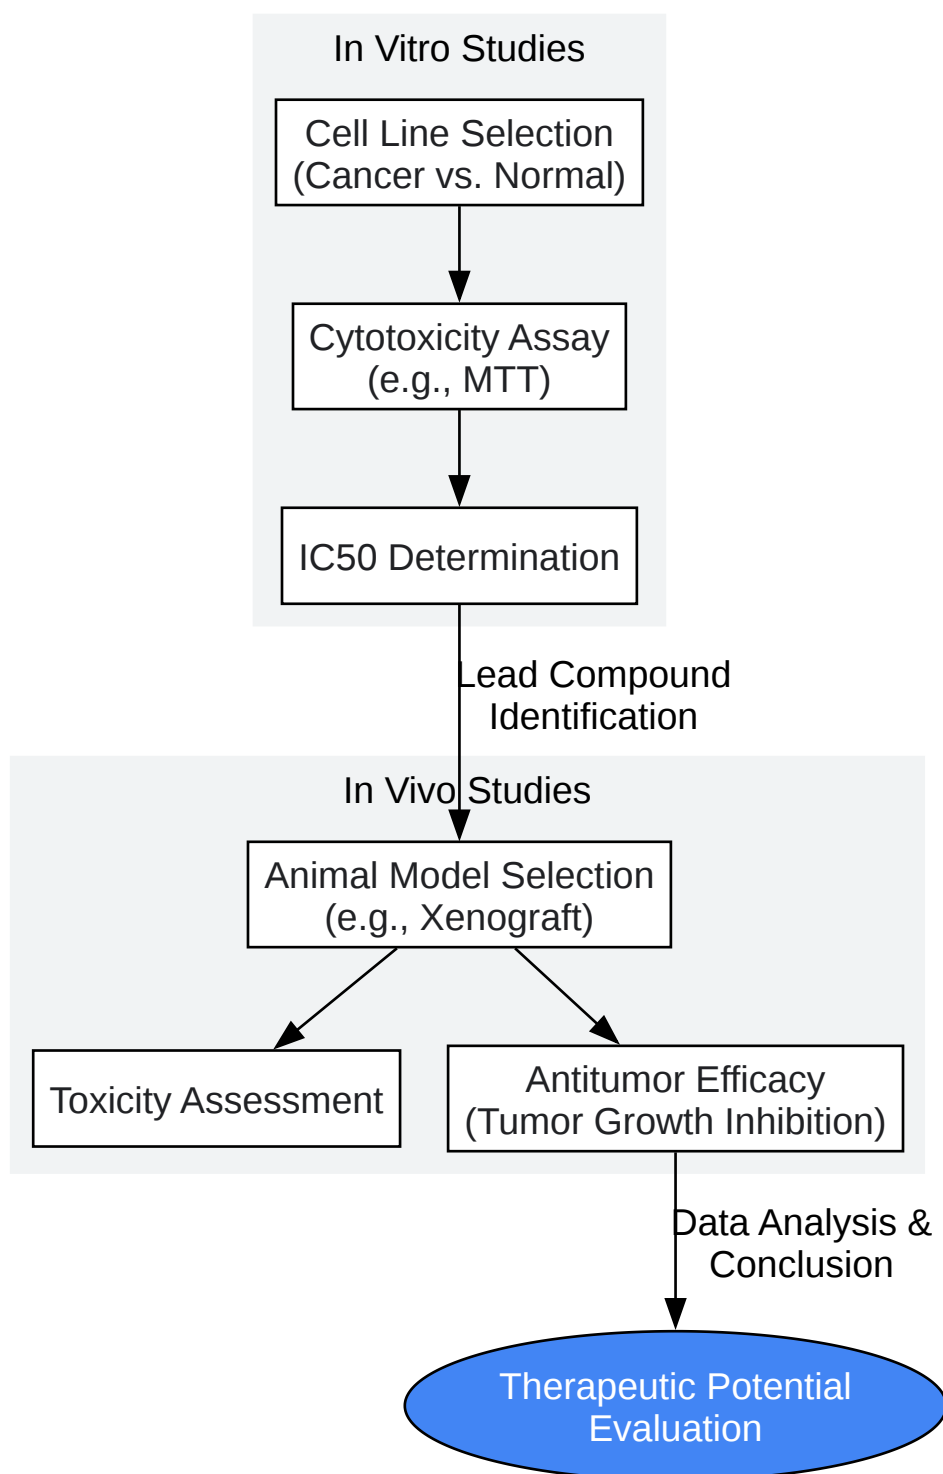 In Vitro Studies
Cell Line Selection
(Cancer vs. Normal)
Cytotoxicity Assay
(e.g., MTT)
IC50 Determination
Lead Compound
Identification
In Vivo Studies
Animal Model Selection
(e.g., Xenograft)
Toxicity Assessment
Antitumor Efficacy
(Tumor Growth Inhibition)
Data Analysis &
Conclusion
Therapeutic Potential
Evaluation